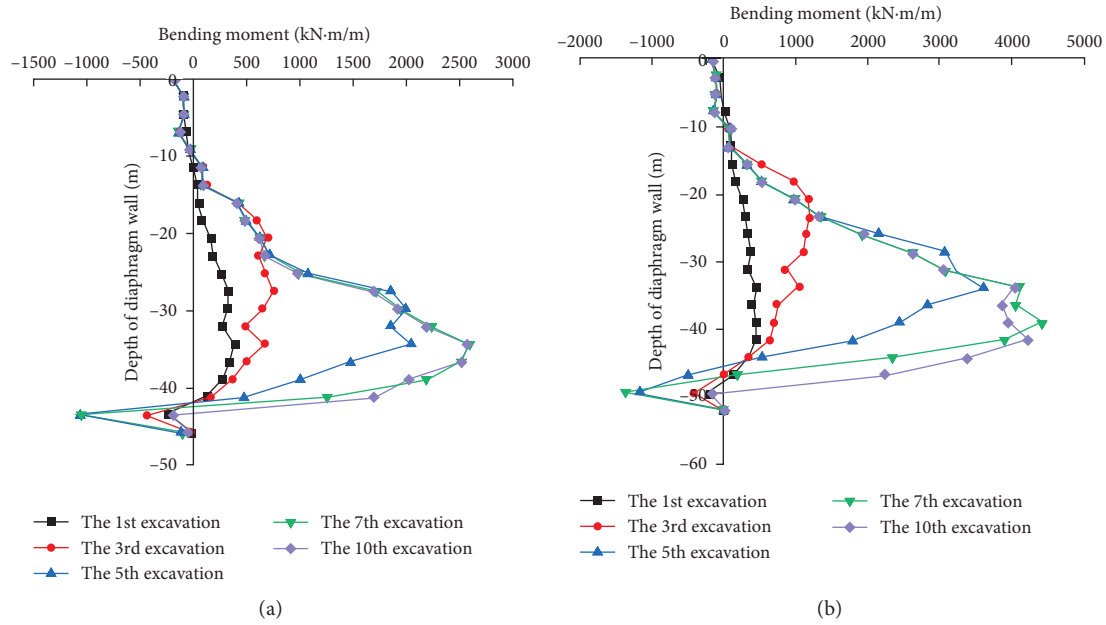 Bending moment (kN·m/m)
−1500 −1000 −500 0 500 1000 1500 2000 2500 3000
0
−10
−20
−30
−40
−50
Depth of diaphragm wall (m)
The 1st excavation
The 3rd excavation
The 5th excavation
The 7th excavation
The 10th excavation
(a)
Bending moment (kN·m/m)
−2000 −1000 0 1000 2000 3000 4000 5000
0
−10
−20
−30
−40
−50
−60
Depth of diaphragm wall (m)
The 1st excavation
The 3rd excavation
The 5th excavation
The 7th excavation
The 10th excavation
(b)